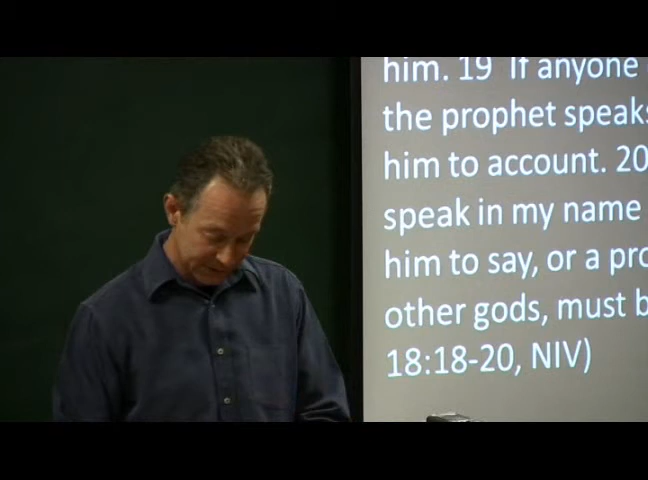 him. 19 If anyone
the prophet speaks
him to account. 20
speak in my name
him to say, or a pro
other gods, must b
18:18-20, NIV)